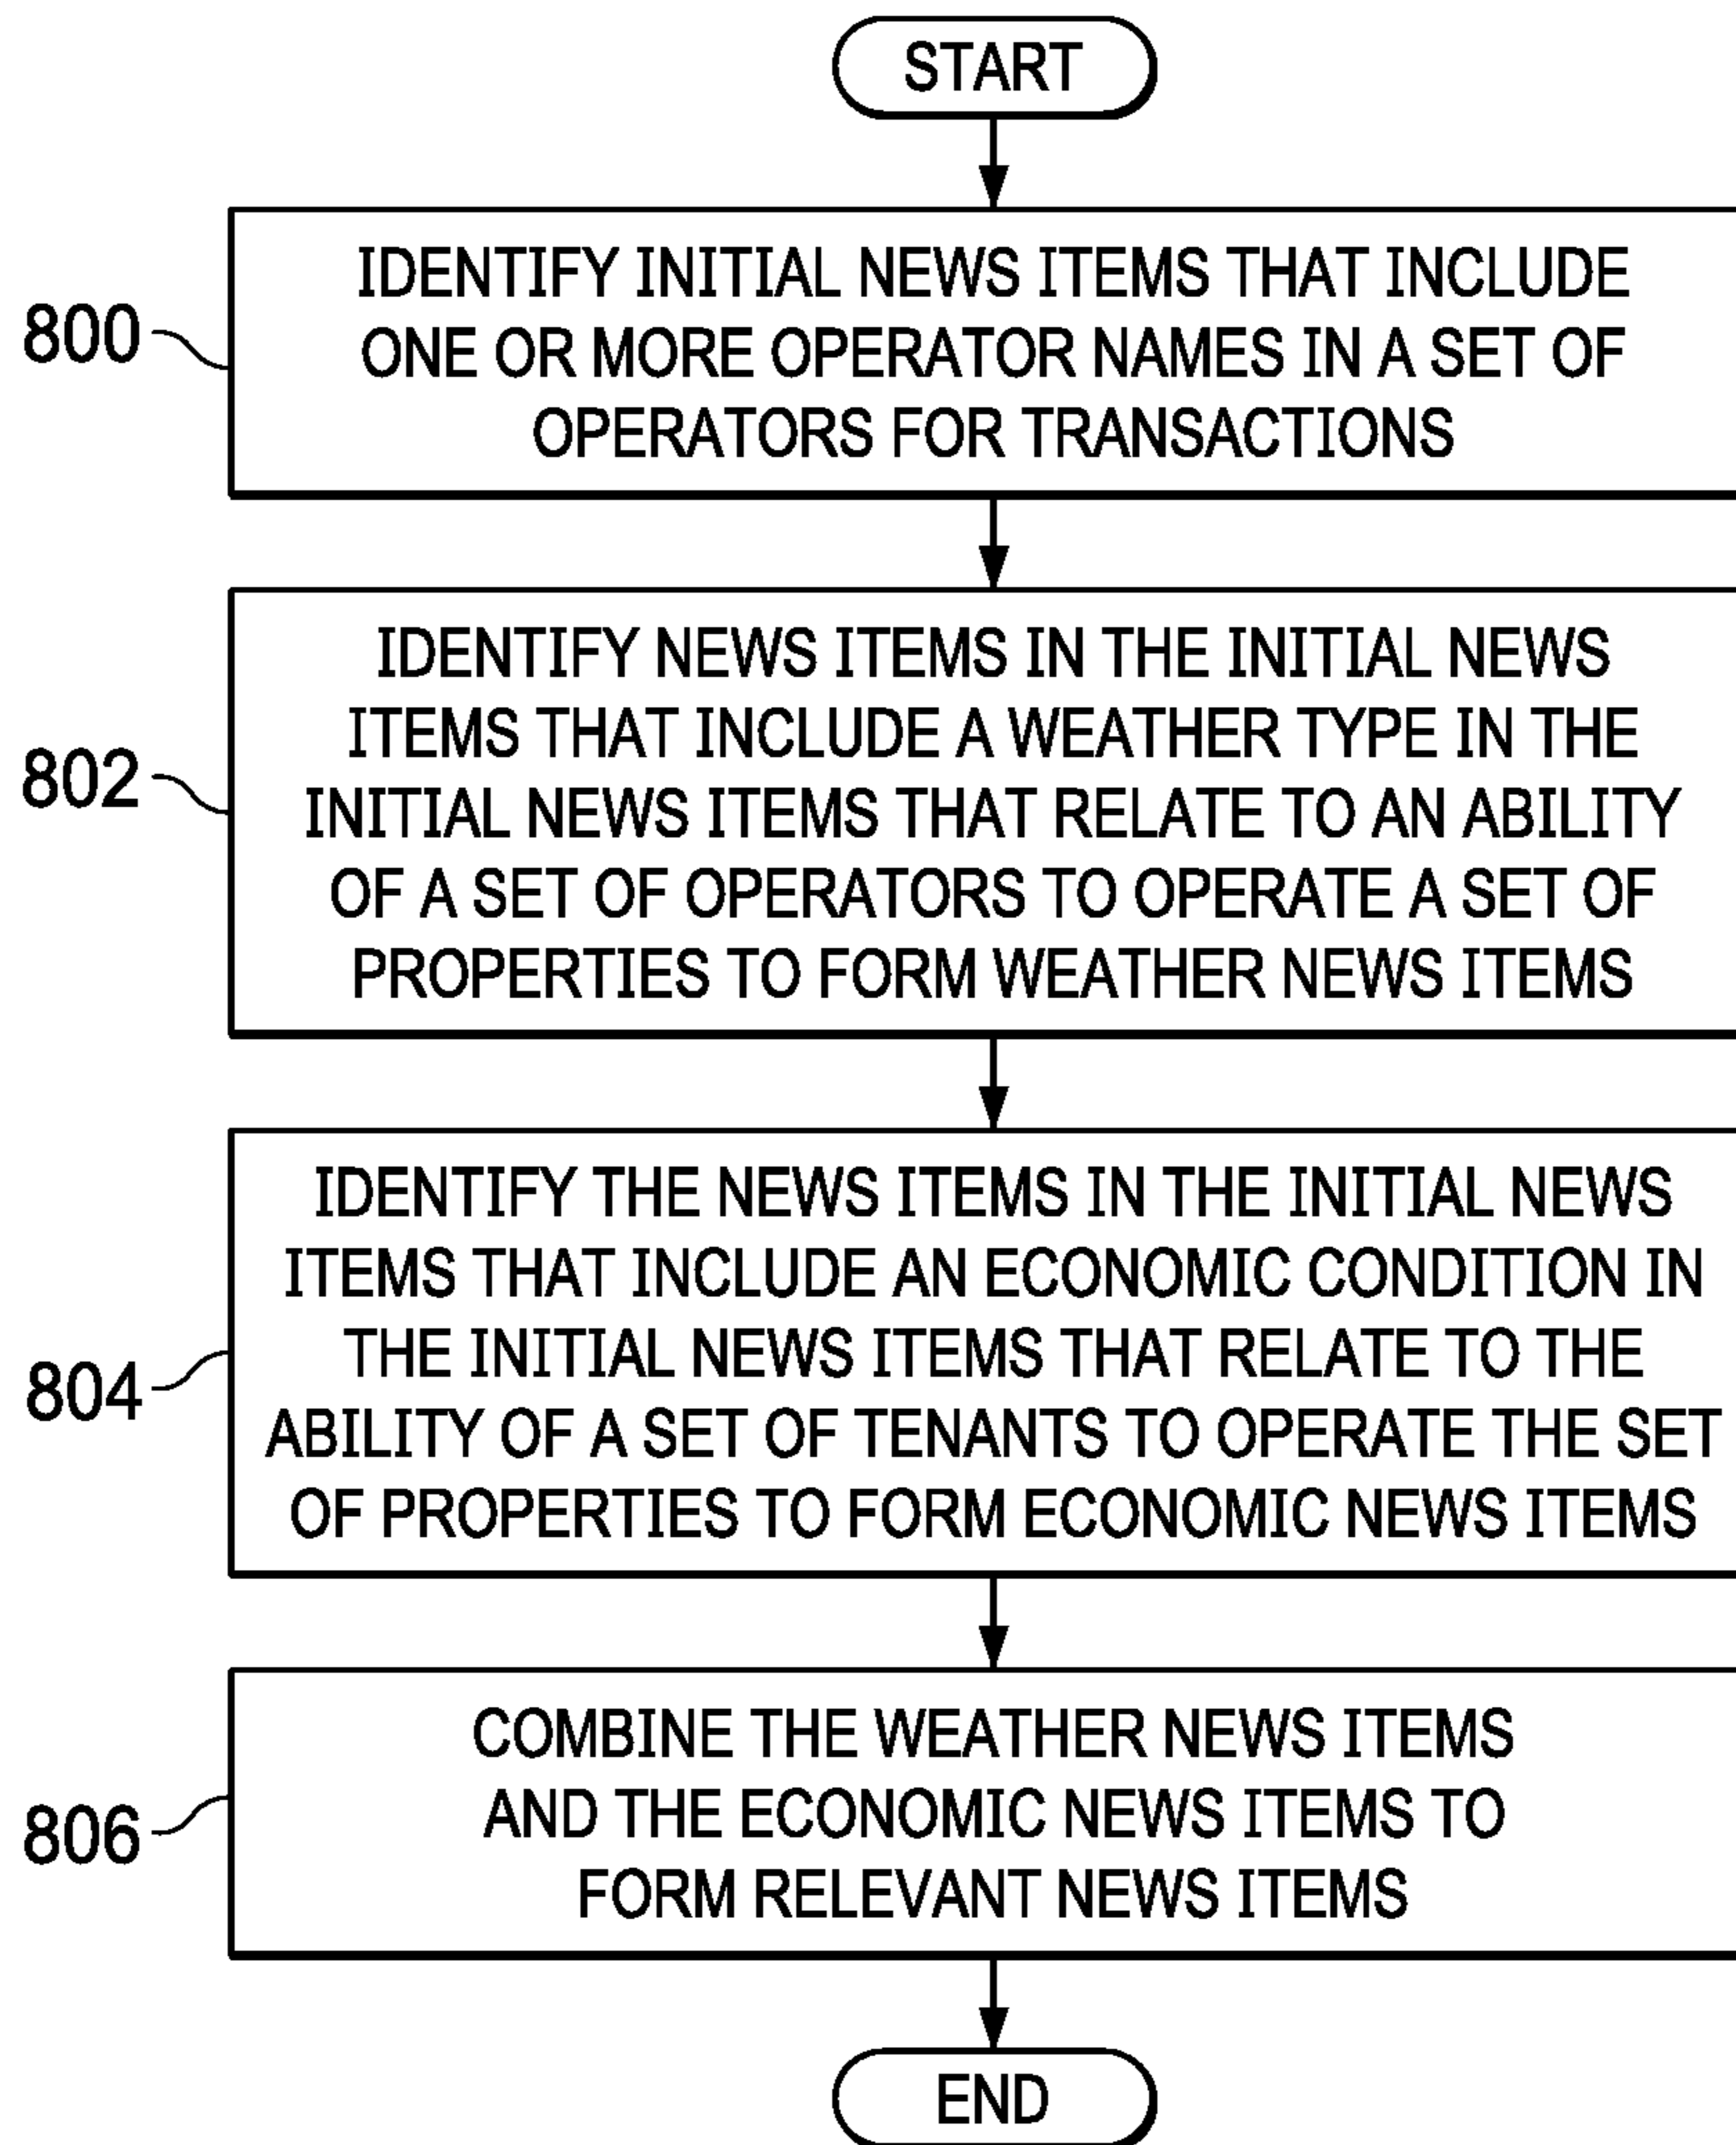 START
800
IDENTIFY INITIAL NEWS ITEMS THAT INCLUDE
ONE OR MORE OPERATOR NAMES IN A SET OF
OPERATORS FOR TRANSACTIONS
802
IDENTIFY NEWS ITEMS IN THE INITIAL NEWS
ITEMS THAT INCLUDE A WEATHER TYPE IN THE
INITIAL NEWS ITEMS THAT RELATE TO AN ABILITY
OF A SET OF OPERATORS TO OPERATE A SET OF
PROPERTIES TO FORM WEATHER NEWS ITEMS
804
IDENTIFY THE NEWS ITEMS IN THE INITIAL NEWS
ITEMS THAT INCLUDE AN ECONOMIC CONDITION IN
THE INITIAL NEWS ITEMS THAT RELATE TO THE
ABILITY OF A SET OF TENANTS TO OPERATE THE SET
OF PROPERTIES TO FORM ECONOMIC NEWS ITEMS
806
COMBINE THE WEATHER NEWS ITEMS
AND THE ECONOMIC NEWS ITEMS TO
FORM RELEVANT NEWS ITEMS
END